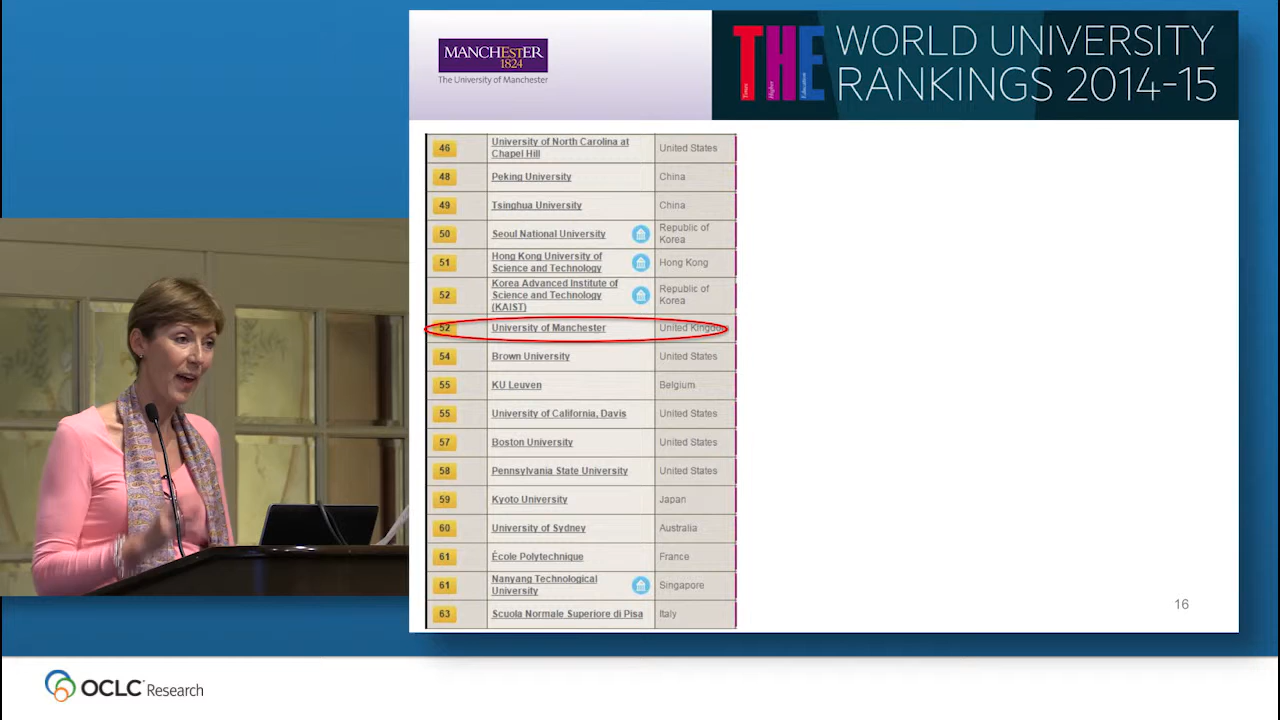 MANCHESTER
1824
The University of Manchester
THE
Times
Higher
Education
WORLD UNIVERSITY
RANKINGS 2014-15
46 University of North Carolina at
Chapel Hill United States
48 Peking University China
49 Tsinghua University China
50 Seoul National University Republic of
Korea
51 Hong Kong University of
Science and Technology Hong Kong
52 Korea Advanced Institute of
Science and Technology
(KAIST) Republic of
Korea
52 University of Manchester United Kingdom
54 Brown University United States
55 KU Leuven Belgium
55 University of California, Davis United States
57 Boston University United States
58 Pennsylvania State University United States
59 Kyoto University Japan
60 University of Sydney Australia
61 École Polytechnique France
61 Nanyang Technological
University Singapore
63 Scuola Normale Superiore di Pisa Italy
16
OCLC Research